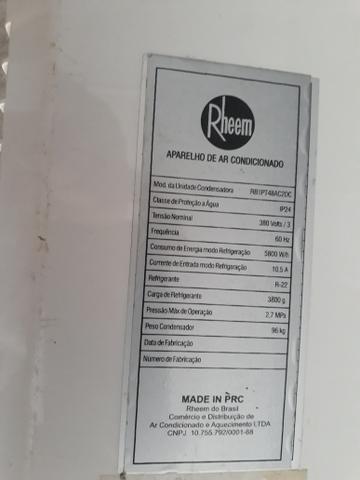 Rheem
APARELHO DE AR CONDICIONADO
Mod. da Unidade Condensadora RB1PT48AC2DC
Classe de Proteção a Água IP24
Tensão Nominal 380 Volts / 3
Frequência 60 Hz
Consumo de Energia modo Refrigeração 5800 W/h
Corrente de Entrada modo Refrigeração 10,5 A
Refrigerante R-22
Carga de Refrigerante 3800 g
Pressão Máx de Operação 2,7 MPs
Peso Condensador 96 kg
Data de Fabricação
Número de Fabricação
MADE IN PRC
Rheem do Brasil
Comércio e Distribuição de
Ar Condicionado e Aquecimento LTDA
CNPJ 10.755.792/0001-68